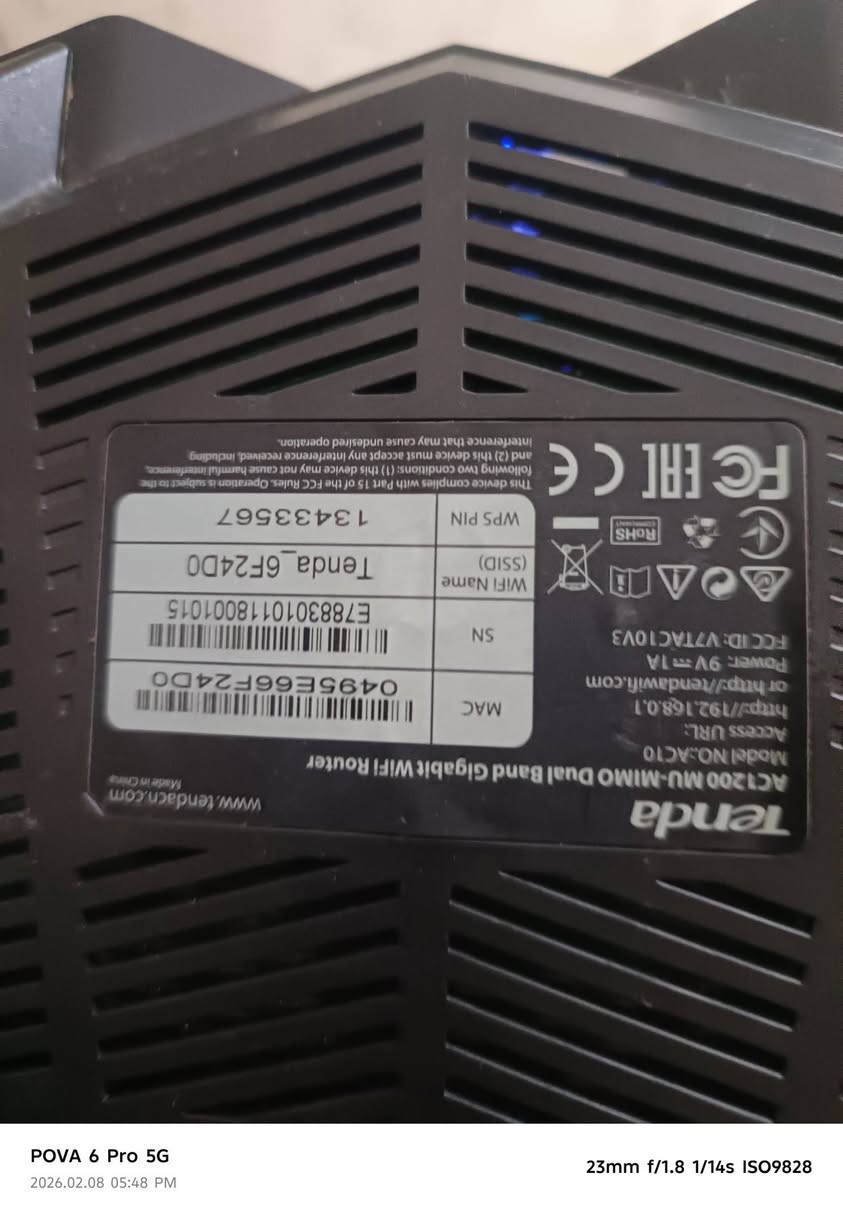 Tenda
www.tendacn.com
Made in China
AC1200 MU-MIMO Dual Band Gigabit WiFi Router
Model NO.:AC10
Access URL:
http://192.168.0.1
or http://tendawifi.com
Power: 9V⎓1A
FCC ID: V7TAC10V3
MAC
0495E66F24D0
SN
E7883010118001015
WiFi Name
(SSID)
Tenda_6F24D0
WPS PIN
13433567
RoHS
COMPLIANT
FC EAC CE
This device complies with Part 15 of the FCC Rules. Operation is subject to the
following two conditions: (1) this device may not cause harmful interference,
and (2) this device must accept any interference received, including
interference that may cause undesired operation.
POVA 6 Pro 5G
2026.02.08 05:48 PM
23mm f/1.8 1/14s ISO9828